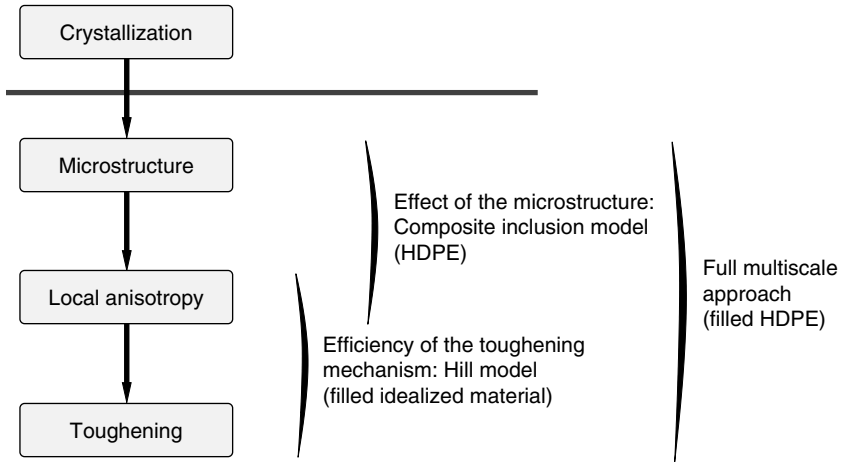 Crystallization
Microstructure
Effect of the microstructure:
Composite inclusion model
(HDPE)
Full multiscale
approach
(filled HDPE)
Local anisotropy
Efficiency of the toughening
mechanism: Hill model
(filled idealized material)
Toughening